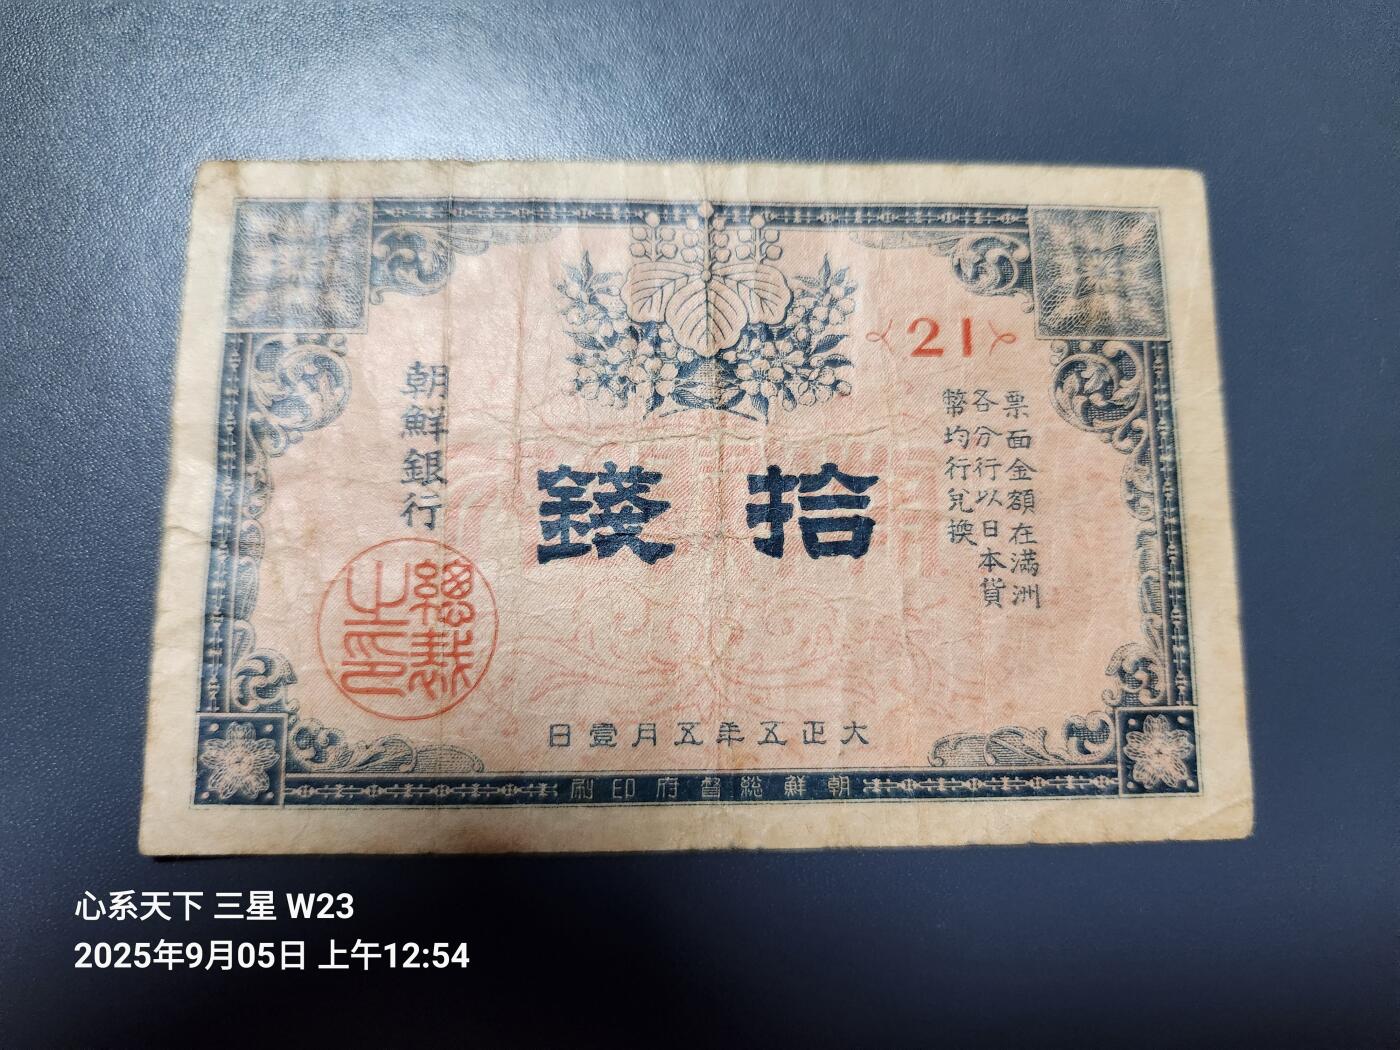 21
票面金額在滿洲
各分行以日本貨
幣均行兌換
拾錢
朝鮮銀行
總裁之印
大正五年五月壹日
朝鮮総督府印刷
心系天下 三星 W23
2025年9月05日 上午12:54